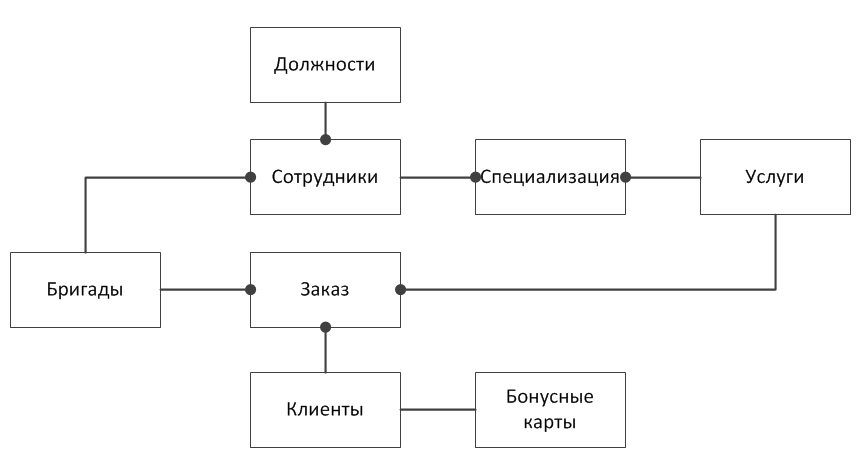 Должности
Сотрудники
Специализация
Услуги
Бригады
Заказ
Клиенты
Бонусные
карты